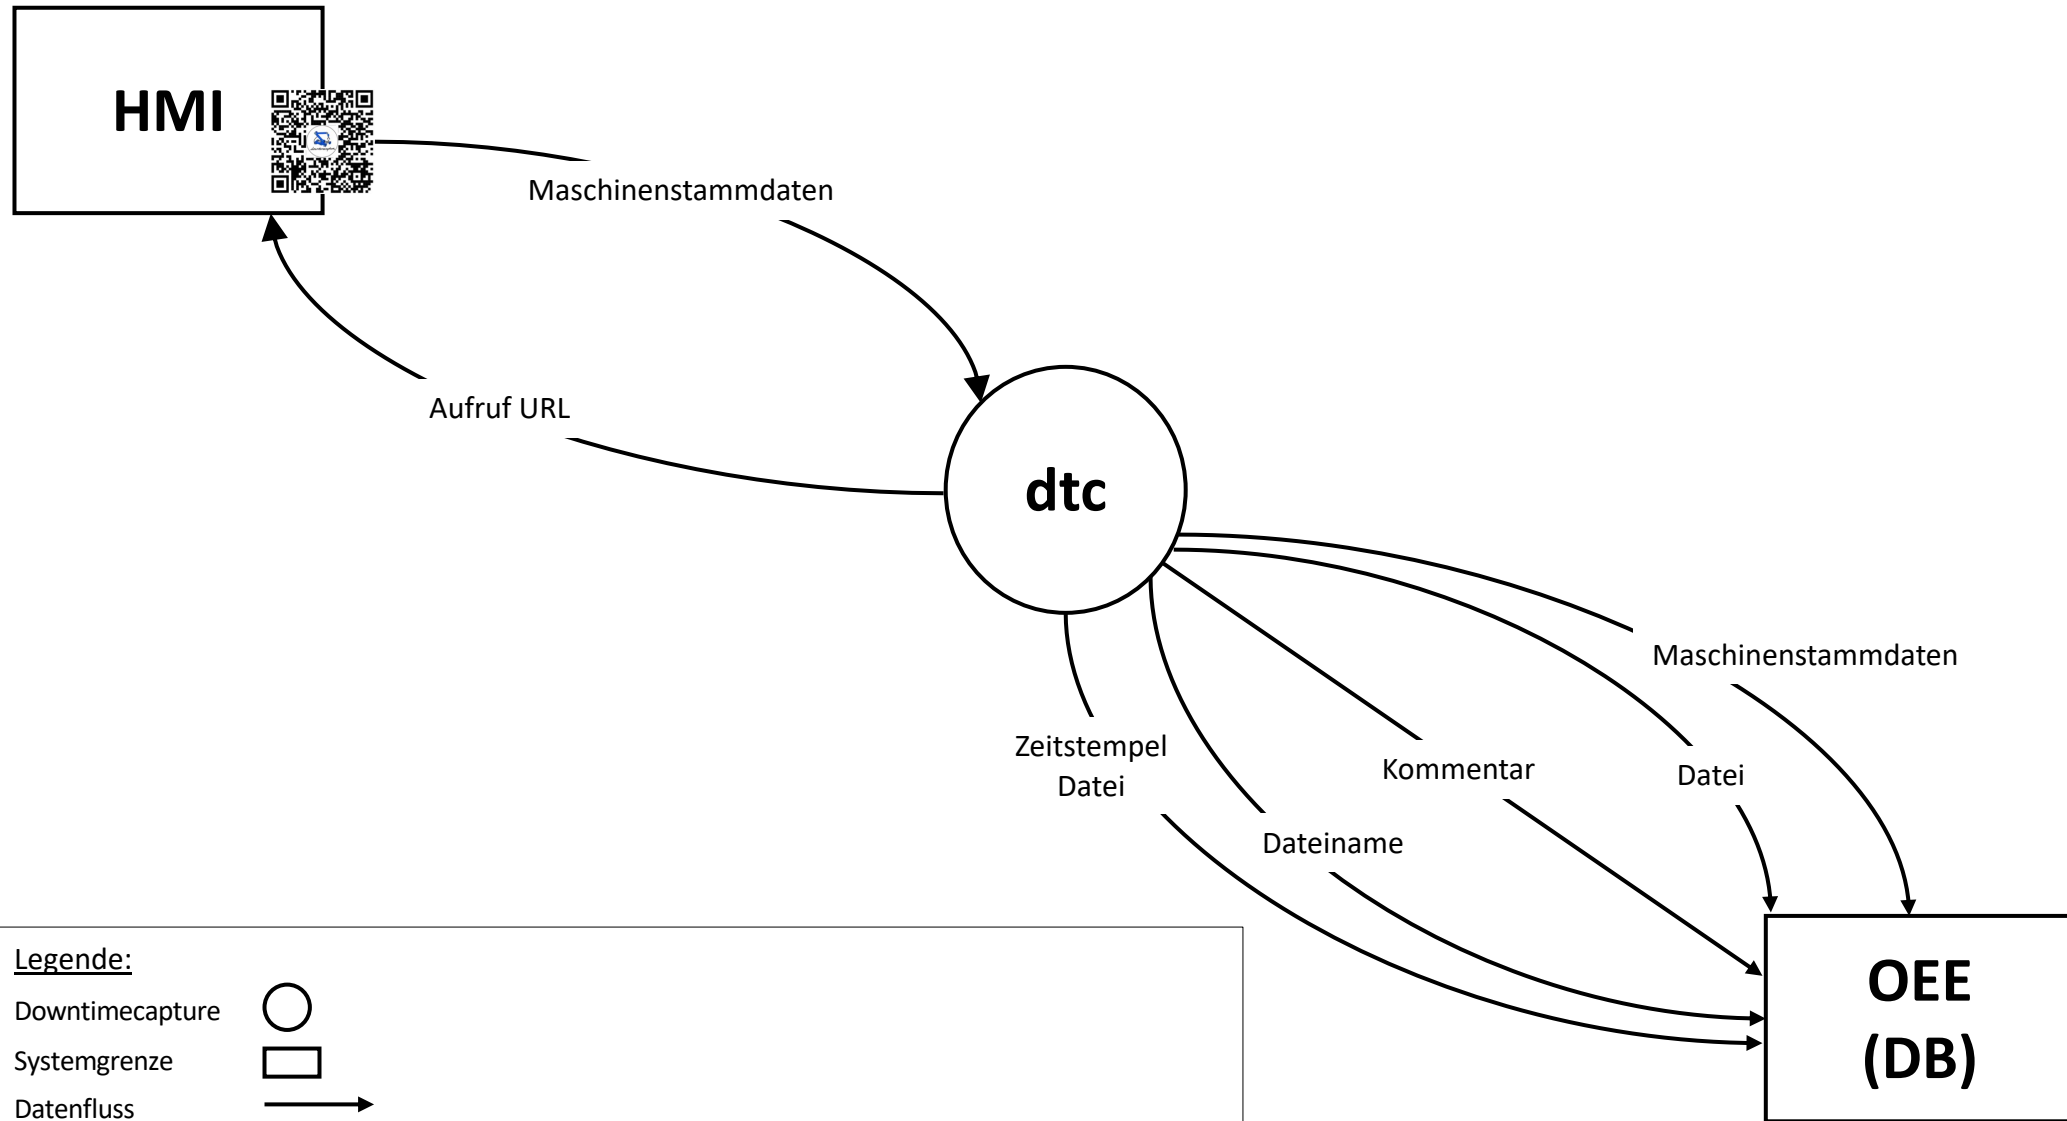 HMI
Maschinenstammdaten
Aufruf URL
dtc
Maschinenstammdaten
Zeitstempel
Datei
Kommentar
Datei
Dateiname
OEE
(DB)
Legende:
Downtimecapture
Systemgrenze
Datenfluss